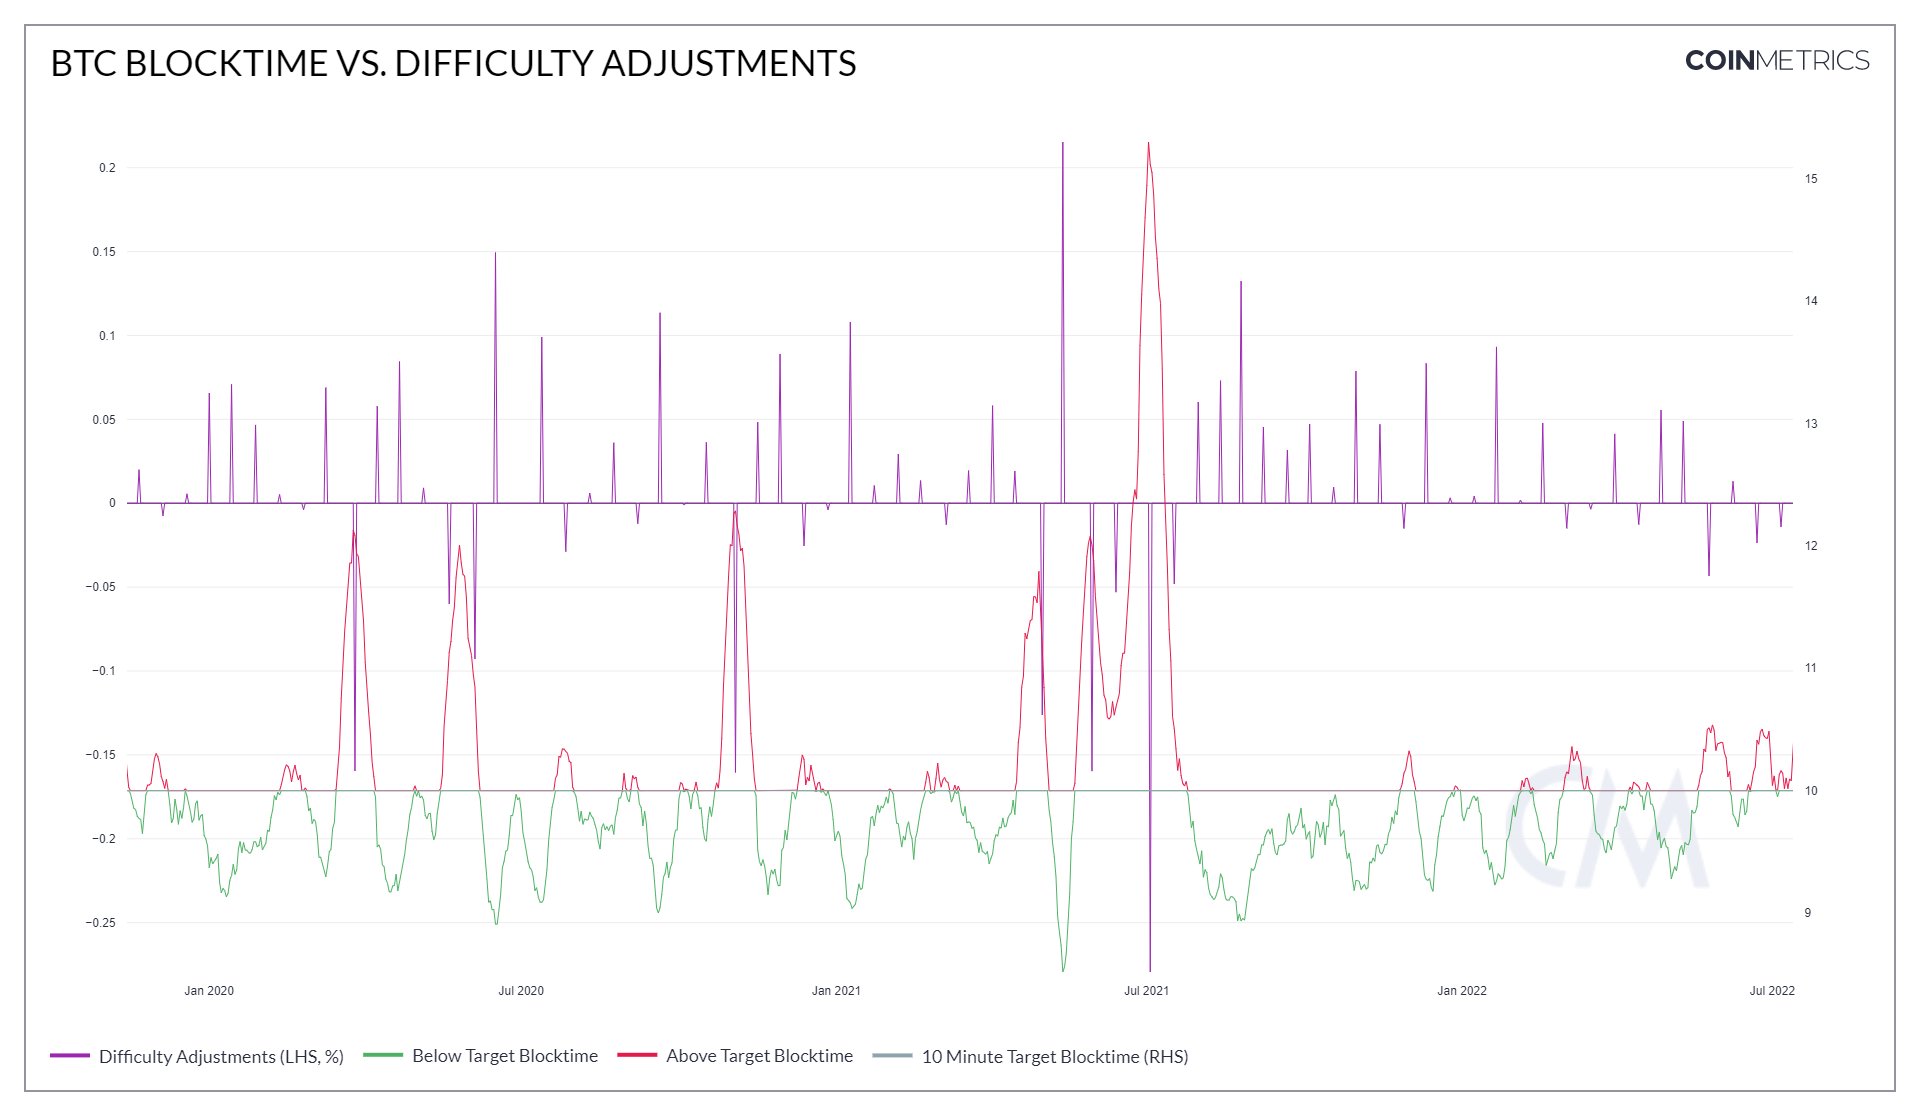 BTC BLOCKTIME VS. DIFFICULTY ADJUSTMENTS
COINMETRICS
0.2
0.15
0.1
0.05
0
−0.05
−0.1
−0.15
−0.2
−0.25
15
14
13
12
11
10
9
CM
Jan 2020
Jul 2020
Jan 2021
Jul 2021
Jan 2022
Jul 2022
Difficulty Adjustments (LHS, %)
Below Target Blocktime
Above Target Blocktime
10 Minute Target Blocktime (RHS)